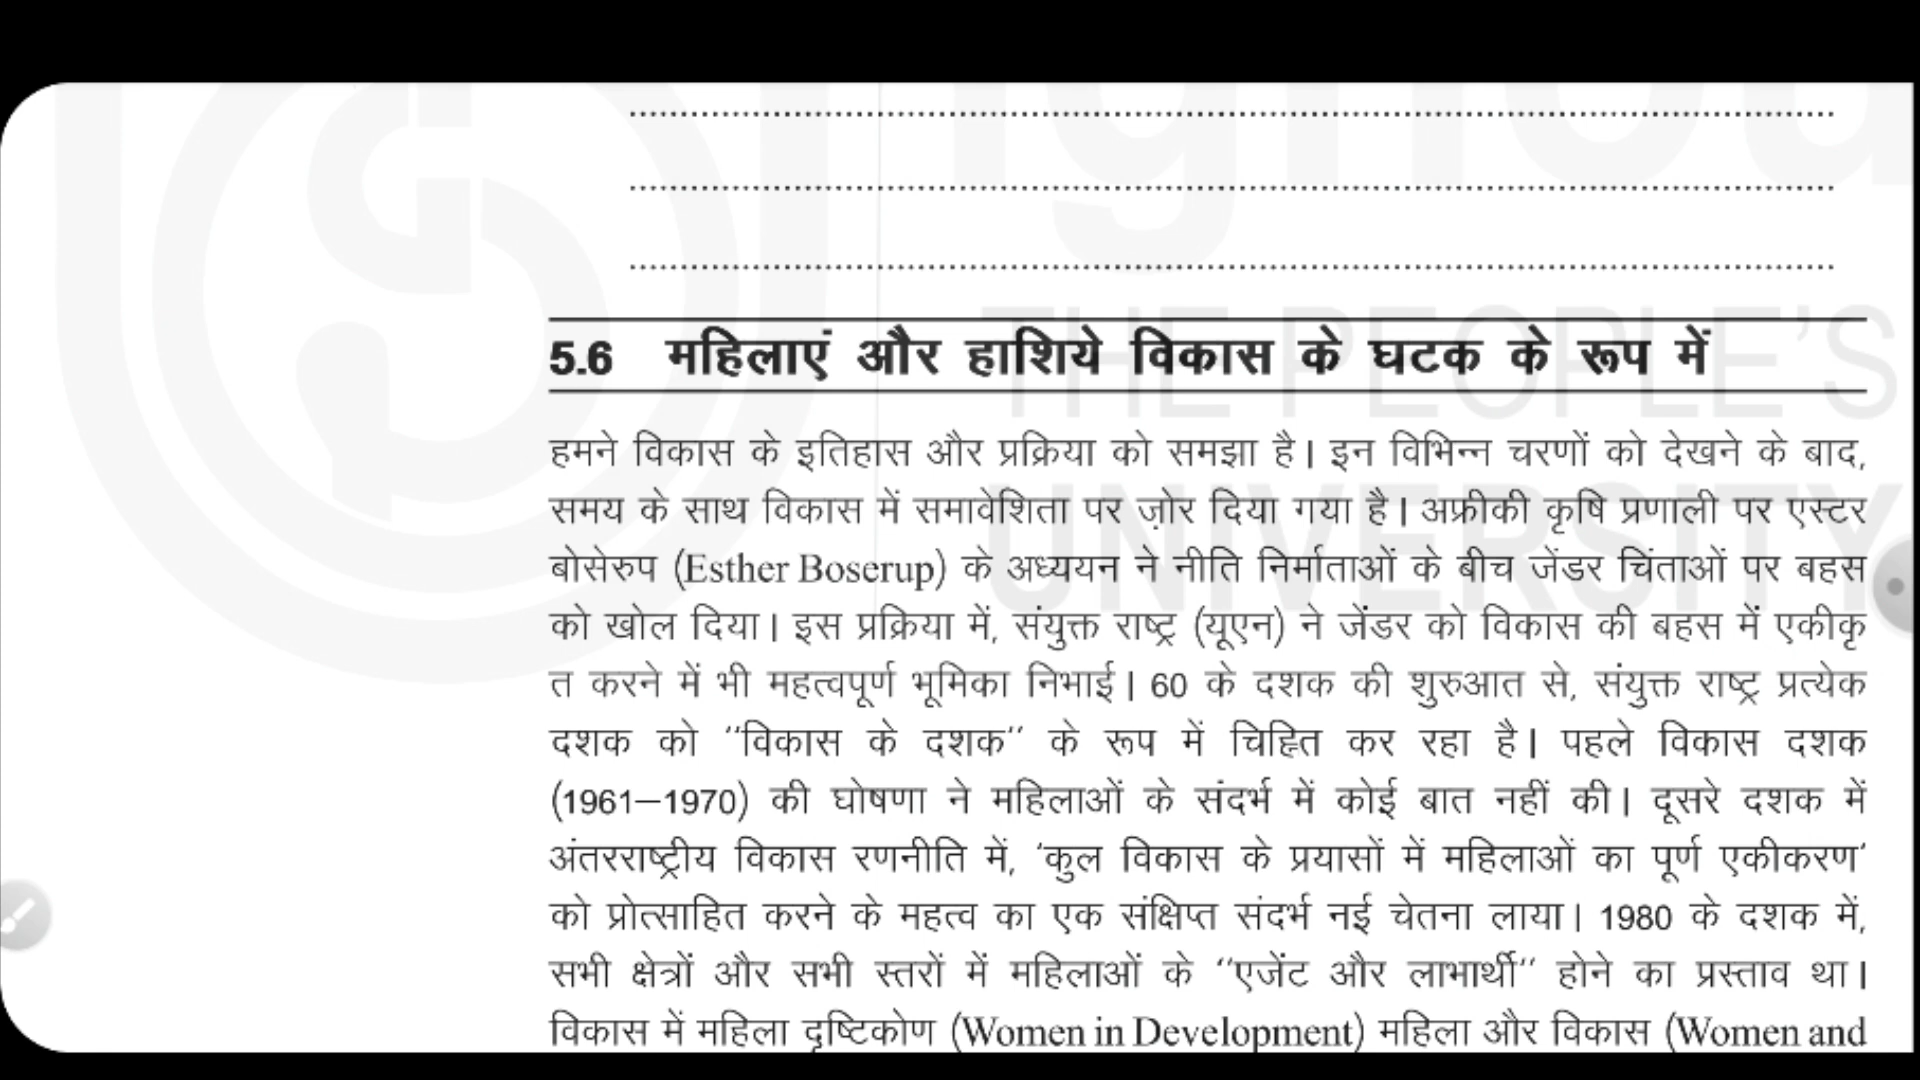 ignou
THE PEOPLE'S
UNIVERSITY
5.6 महिलाएं और हाशिये विकास के घटक के रूप में
हमने विकास के इतिहास और प्रक्रिया को समझा है। इन विभिन्न चरणों को देखने के बाद,
समय के साथ विकास में समावेशिता पर ज़ोर दिया गया है। अफ्रीकी कृषि प्रणाली पर एस्टर
बोसेरुप (Esther Boserup) के अध्ययन ने नीति निर्माताओं के बीच जेंडर चिंताओं पर बहस
को खोल दिया। इस प्रक्रिया में, संयुक्त राष्ट्र (यूएन) ने जेंडर को विकास की बहस में एकीकृ
त करने में भी महत्वपूर्ण भूमिका निभाई। 60 के दशक की शुरुआत से, संयुक्त राष्ट्र प्रत्येक
दशक को "विकास के दशक" के रूप में चिह्नित कर रहा है। पहले विकास दशक
(1961–1970) की घोषणा ने महिलाओं के संदर्भ में कोई बात नहीं की। दूसरे दशक में
अंतरराष्ट्रीय विकास रणनीति में, 'कुल विकास के प्रयासों में महिलाओं का पूर्ण एकीकरण'
को प्रोत्साहित करने के महत्व का एक संक्षिप्त संदर्भ नई चेतना लाया। 1980 के दशक में,
सभी क्षेत्रों और सभी स्तरों में महिलाओं के "एजेंट और लाभार्थी" होने का प्रस्ताव था।
विकास में महिला दृष्टिकोण (Women in Development) महिला और विकास (Women and